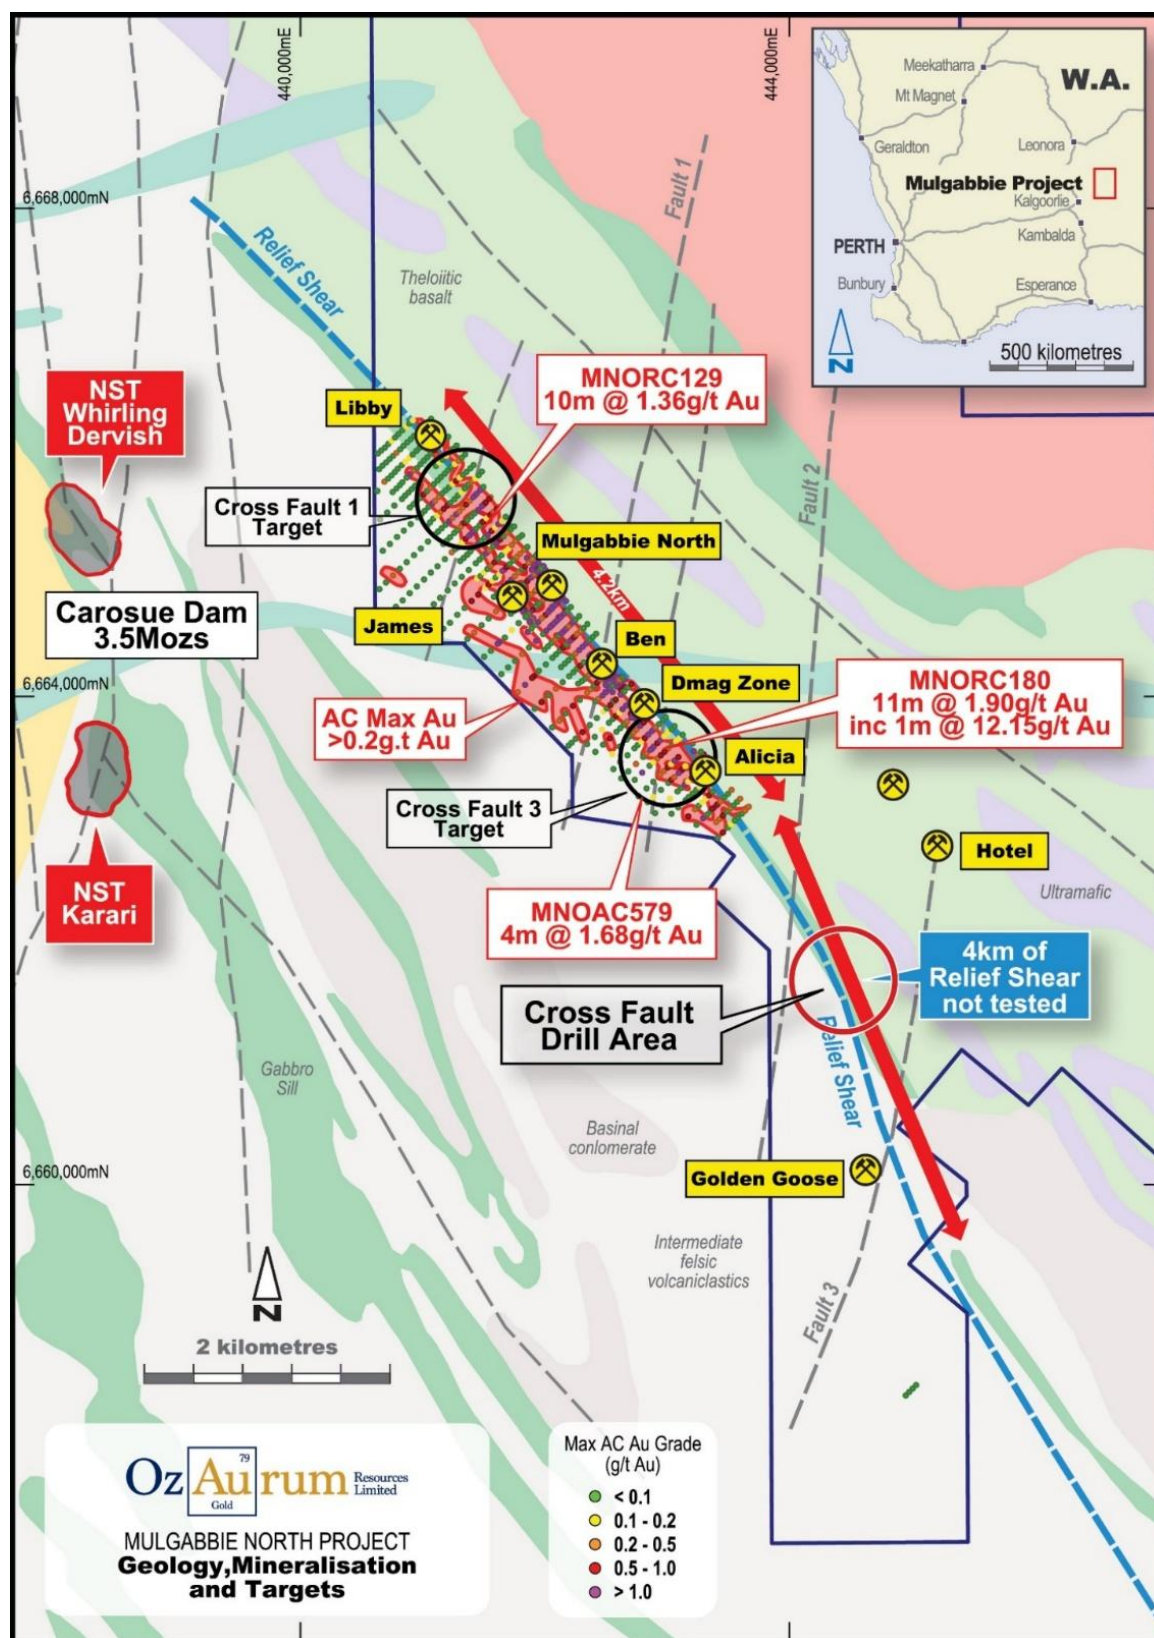 440,000mE
444,000mE
6,668,000mN
6,664,000mN
6,660,000mN
Meekatharra
W.A.
Mt Magnet
Geraldton
Leonora
Mulgabbie Project
Kalgoorlie
PERTH
Kambalda
Bunbury
Esperance
N
500 kilometres
Fault 1
Relief Shear
Theloiitic
basalt
NST
Whirling
Dervish
MNORC129
10m @ 1.36g/t Au
Libby
Fault 2
Cross Fault 1
Target
Mulgabbie North
4.2km
Carosue Dam
3.5Mozs
James
Ben
Dmag Zone
MNORC180
11m @ 1.90g/t Au
inc 1m @ 12.15g/t Au
AC Max Au
>0.2g.t Au
Alicia
Cross Fault 3
Target
Hotel
NST
Karari
Ultramafic
MNOAC579
4m @ 1.68g/t Au
4km of
Relief Shear
not tested
Cross Fault
Drill Area
Relief Shear
Gabbro
Sill
Basinal
conlomerate
Golden Goose
Intermediate
felsic
volcaniclastics
Fault 3
N
2 kilometres
Oz Au rum
79
Gold
Resources
Limited
MULGABBIE NORTH PROJECT
Geology,Mineralisation
and Targets
Max AC Au Grade
(g/t Au)
< 0.1
0.1 - 0.2
0.2 - 0.5
0.5 - 1.0
> 1.0